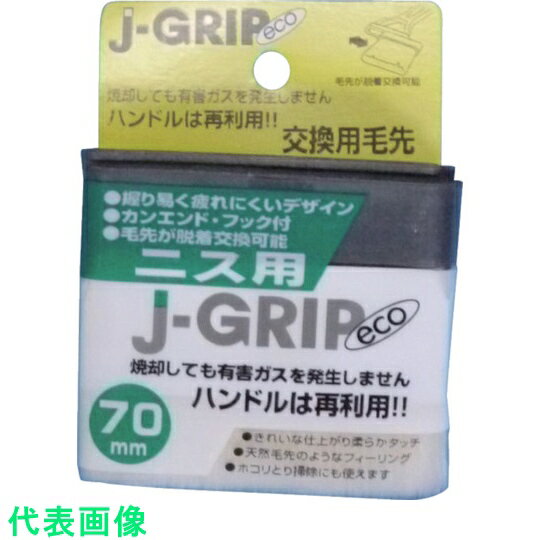 J-GRIP eco
毛先が脱着交換可能
焼却しても有害ガスを発生しません
ハンドルは再利用!!
交換用毛先
●握り易く疲れにくいデザイン
●カンエンド・フック付
●毛先が脱着交換可能
ニス用
J-GRIP eco
焼却しても有害ガスを発生しません
ハンドルは再利用!!
70
mm
●きれいな仕上がり柔らかタッチ
●天然毛先のようなフィーリング
●ホコリとり掃除にも使えます
代表画像